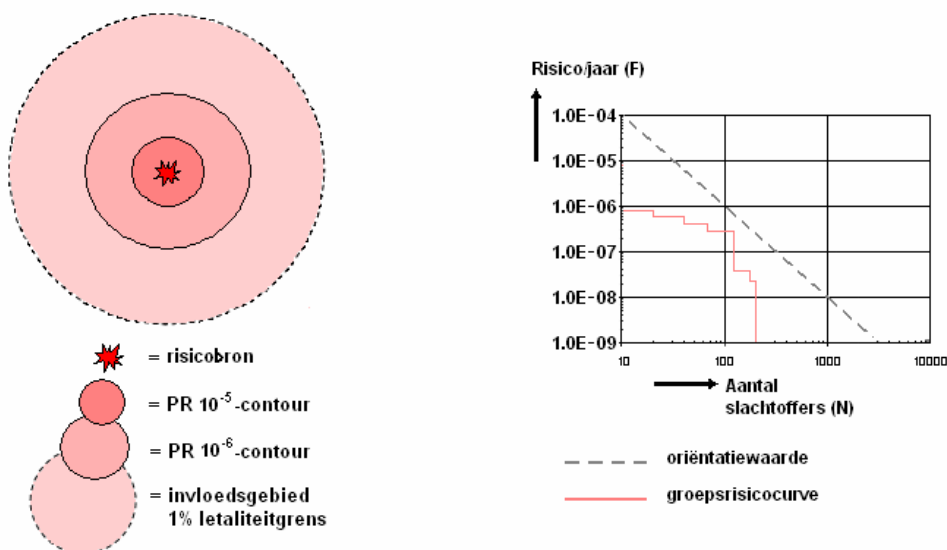 = risicobron
= PR 10⁻⁵-contour
= PR 10⁻⁶-contour
= invloedsgebied
1% letaliteitgrens
Risico/jaar (F)
1.0E-04
1.0E-05
1.0E-06
1.0E-07
1.0E-08
1.0E-09
10 100 1000 10000
Aantal
slachtoffers (N)
oriëntatiewaarde
groepsrisicocurve